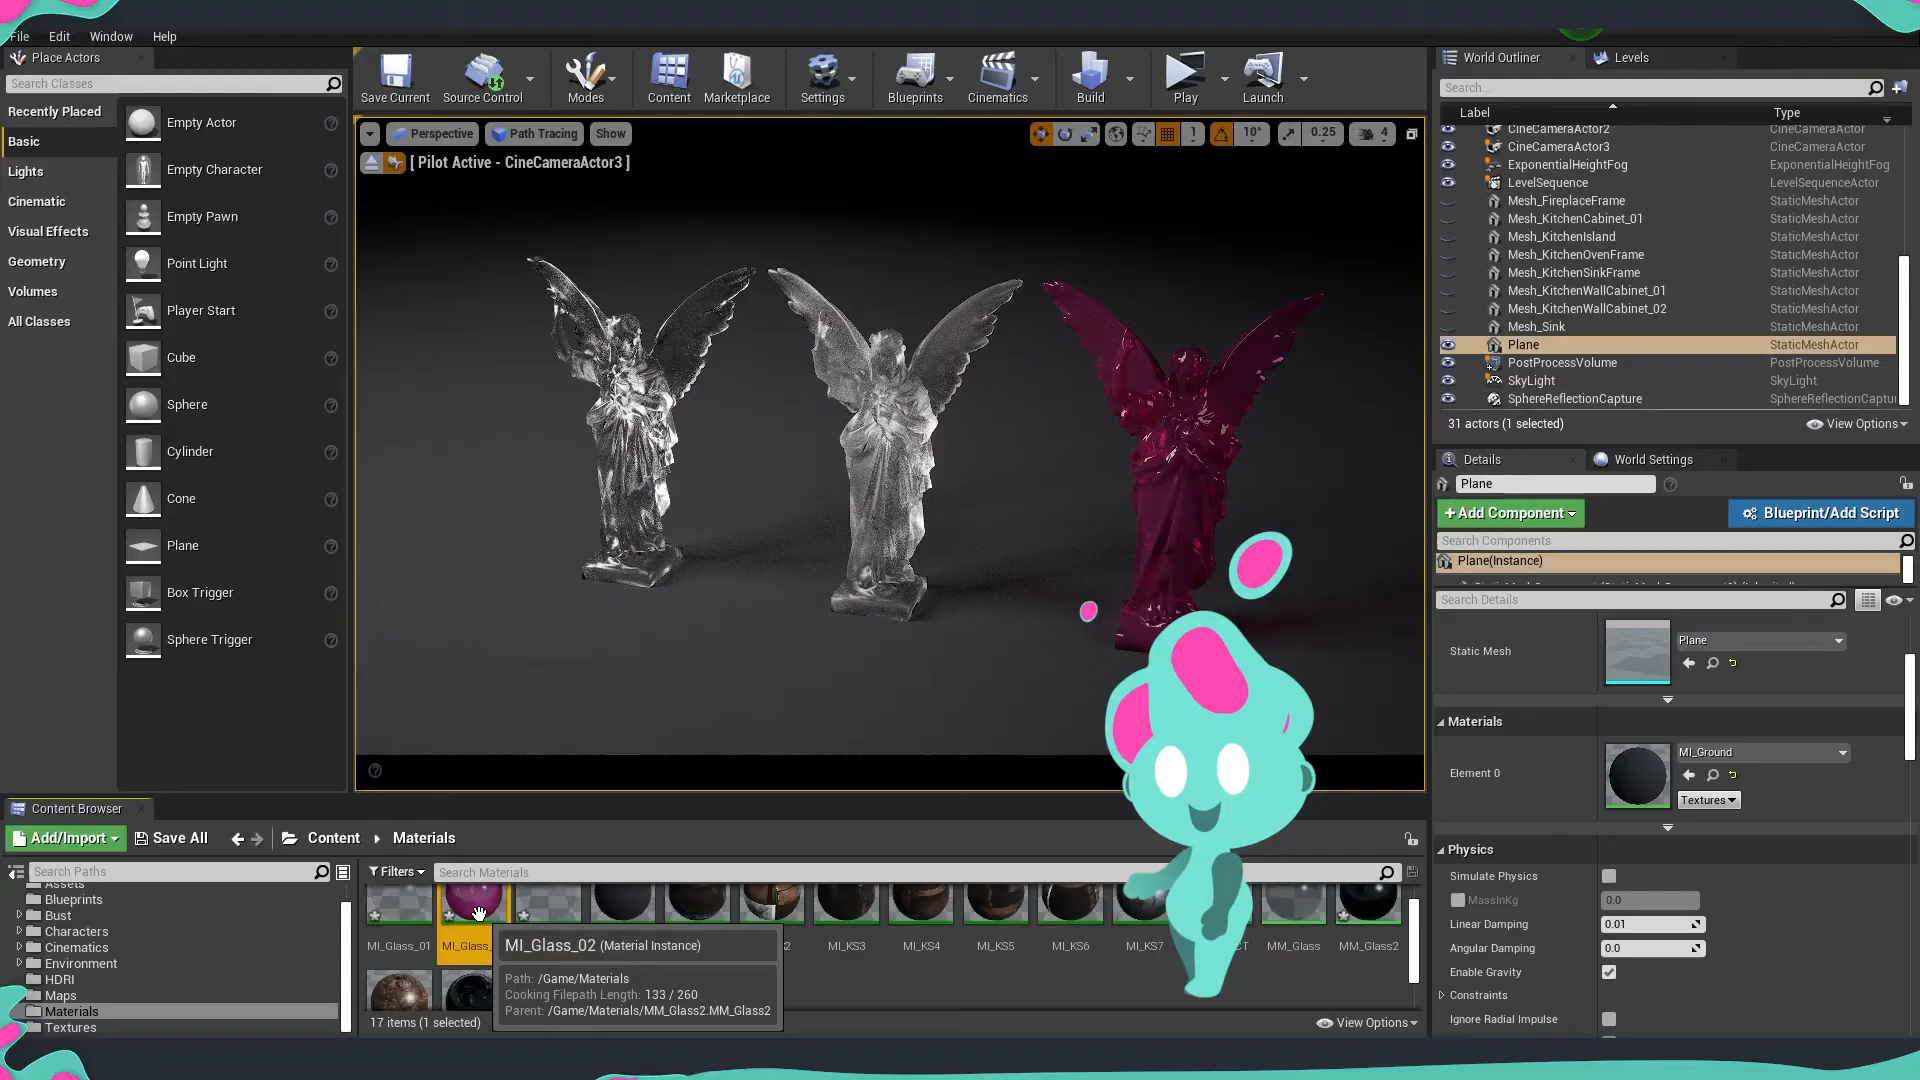 File Edit Window Help
Place Actors
Search Classes
Recently Placed
Basic
Lights
Cinematic
Visual Effects
Geometry
Volumes
All Classes
Empty Actor
Empty Character
Empty Pawn
Point Light
Player Start
Cube
Sphere
Cylinder
Cone
Plane
Box Trigger
Sphere Trigger
Save Current Source Control Modes Content Marketplace Settings Blueprints Cinematics Build Play Launch
Perspective Path Tracing Show
1 10° 0.25 4
[ Pilot Active - CineCameraActor3 ]
World Outliner Levels
Search...
Label Type
CineCameraActor2 CineCameraActor
CineCameraActor3 CineCameraActor
ExponentialHeightFog ExponentialHeightFog
LevelSequence LevelSequenceActor
Mesh_FireplaceFrame StaticMeshActor
Mesh_KitchenCabinet_01 StaticMeshActor
Mesh_KitchenIsland StaticMeshActor
Mesh_KitchenOvenFrame StaticMeshActor
Mesh_KitchenSinkFrame StaticMeshActor
Mesh_KitchenWallCabinet_01 StaticMeshActor
Mesh_KitchenWallCabinet_02 StaticMeshActor
Mesh_Sink StaticMeshActor
Plane StaticMeshActor
PostProcessVolume PostProcessVolume
SkyLight SkyLight
SphereReflectionCapture SphereReflectionCaptu
31 actors (1 selected) View Options
Details World Settings
Plane
+Add Component Blueprint/Add Script
Search Components
Plane(Instance)
Search Details
Static Mesh Plane
Materials
Element 0 MI_Ground
Textures
Physics
Simulate Physics
MassInKg 0.0
Linear Damping 0.01
Angular Damping 0.0
Enable Gravity
Constraints
Ignore Radial Impulse
Content Browser
Add/Import Save All Content Materials
Search Paths
Assets
Blueprints
Bust
Characters
Cinematics
Environment
HDRI
Maps
Materials
Textures
Filters Search Materials
MI_Glass_01 MI_Glass_ 2 MI_KS3 MI_KS4 MI_KS5 MI_KS6 MI_KS7 CT MM_Glass MM_Glass2
MI_Glass_02 (Material Instance)
Path: /Game/Materials
Cooking Filepath Length: 133 / 260
Parent: /Game/Materials/MM_Glass2.MM_Glass2
17 items (1 selected) View Options